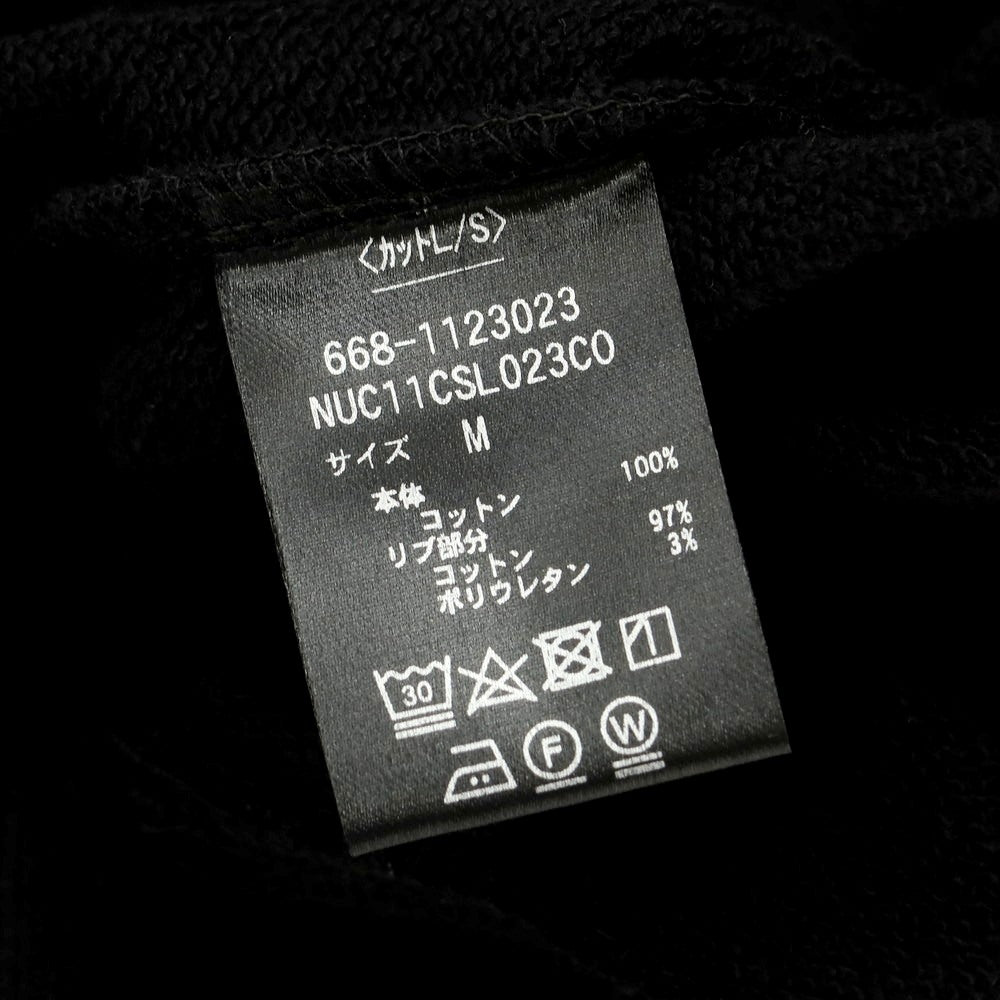 〈カットL/S〉
668-1123023
NUC11CSL023CO
サイズ M
本体
コットン 100%
リブ部分
コットン 97%
ポリウレタン 3%
30
F W